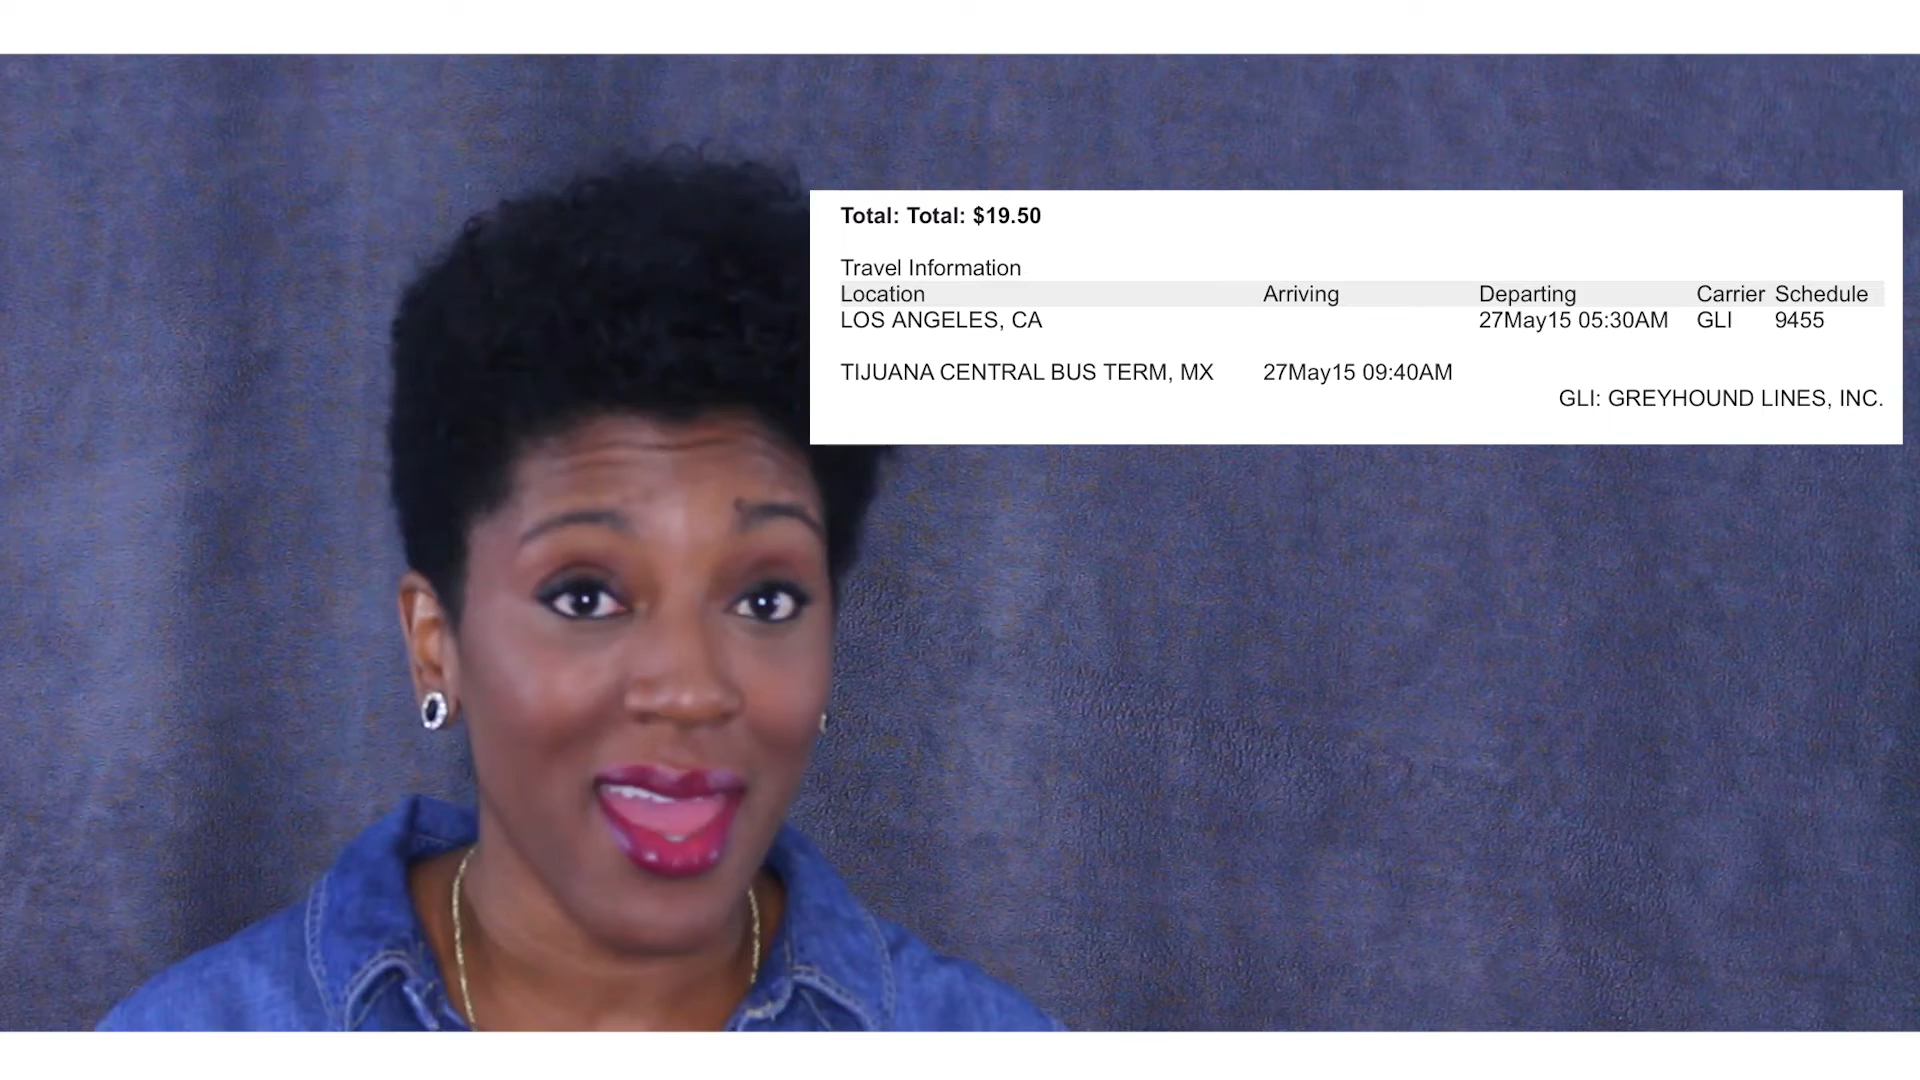 Total: Total: $19.50
Travel Information
Location Arriving Departing Carrier Schedule
LOS ANGELES, CA 27May15 05:30AM GLI 9455
TIJUANA CENTRAL BUS TERM, MX 27May15 09:40AM
GLI: GREYHOUND LINES, INC.